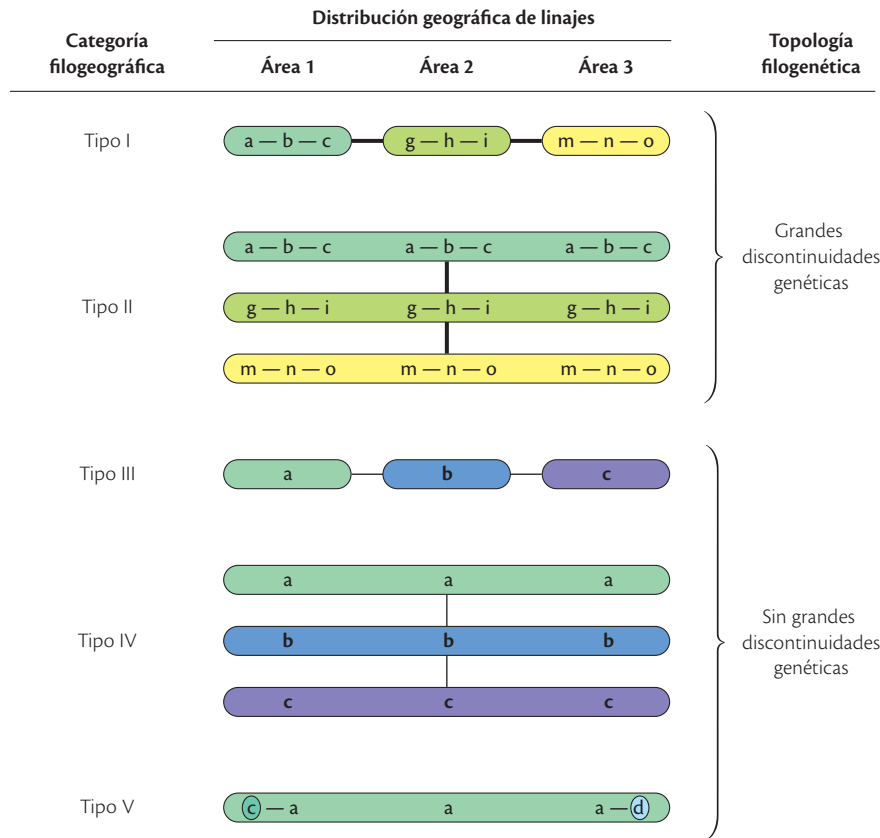 Distribución geográfica de linajes
Categoría
filogeográfica
Área 1 Área 2 Área 3
Topología
filogenética
Tipo I
a — b — c g — h — i m — n — o
Grandes
discontinuidades
genéticas
a — b — c a — b — c a — b — c
Tipo II
g — h — i g — h — i g — h — i
m — n — o m — n — o m — n — o
Tipo III
a b c
a a a
Tipo IV
b b b
c c c
Sin grandes
discontinuidades
genéticas
Tipo V
c — a a a — d